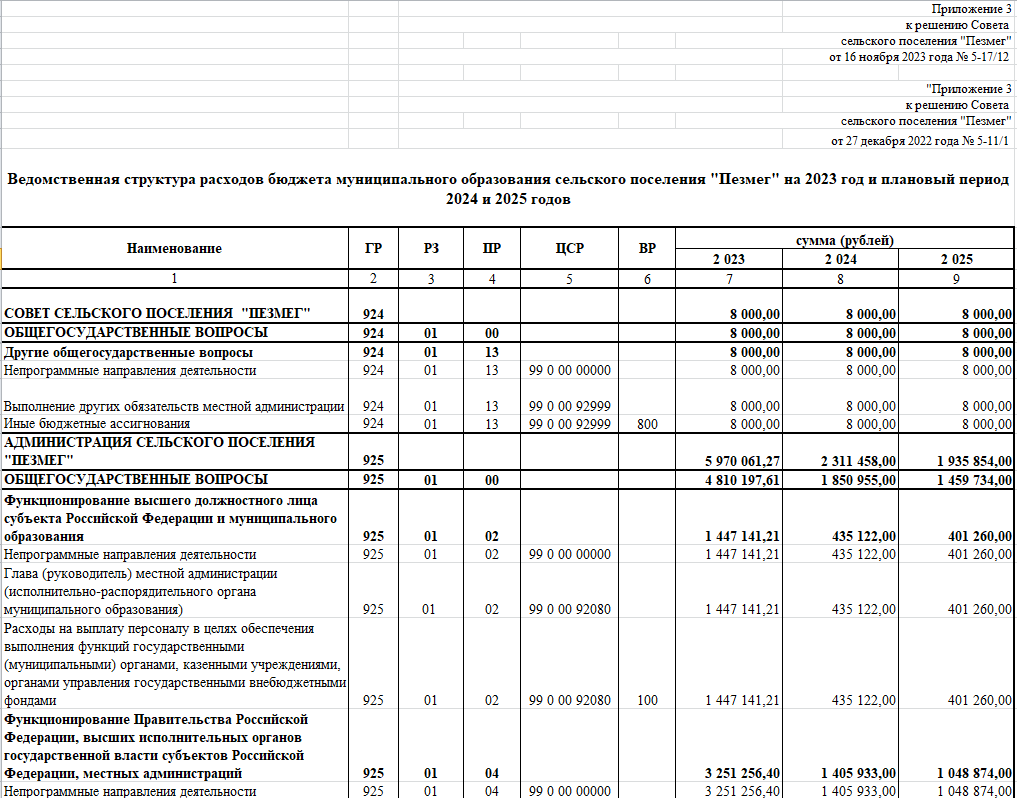 Приложение 3
к решению Совета
сельского поселения "Пезмег"
от 16 ноября 2023 года № 5-17/12
"Приложение 3
к решению Совета
сельского поселения "Пезмег"
от 27 декабря 2022 года № 5-11/1
Ведомственная структура расходов бюджета муниципального образования сельского поселения "Пезмег" на 2023 год и плановый период
2024 и 2025 годов
Наименование ГР РЗ ПР ЦСР ВР сумма (рублей)
2 023 2 024 2 025
1 2 3 4 5 6 7 8 9
СОВЕТ СЕЛЬСКОГО ПОСЕЛЕНИЯ "ПЕЗМЕГ" 924 8 000,00 8 000,00 8 000,00
ОБЩЕГОСУДАРСТВЕННЫЕ ВОПРОСЫ 924 01 00 8 000,00 8 000,00 8 000,00
Другие общегосударственные вопросы 924 01 13 8 000,00 8 000,00 8 000,00
Непрограммные направления деятельности 924 01 13 99 0 00 00000 8 000,00 8 000,00 8 000,00
Выполнение других обязательств местной администрации 924 01 13 99 0 00 92999 8 000,00 8 000,00 8 000,00
Иные бюджетные ассигнования 924 01 13 99 0 00 92999 800 8 000,00 8 000,00 8 000,00
АДМИНИСТРАЦИЯ СЕЛЬСКОГО ПОСЕЛЕНИЯ
"ПЕЗМЕГ" 925 5 970 061,27 2 311 458,00 1 935 854,00
ОБЩЕГОСУДАРСТВЕННЫЕ ВОПРОСЫ 925 01 00 4 810 197,61 1 850 955,00 1 459 734,00
Функционирование высшего должностного лица
субъекта Российской Федерации и муниципального
образования 925 01 02 1 447 141,21 435 122,00 401 260,00
Непрограммные направления деятельности 925 01 02 99 0 00 00000 1 447 141,21 435 122,00 401 260,00
Глава (руководитель) местной администрации
(исполнительно-распорядительного органа
муниципального образования) 925 01 02 99 0 00 92080 1 447 141,21 435 122,00 401 260,00
Расходы на выплату персоналу в целях обеспечения
выполнения функций государственными
(муниципальными) органами, казенными учреждениями,
органами управления государственными внебюджетными
фондами 925 01 02 99 0 00 92080 100 1 447 141,21 435 122,00 401 260,00
Функционирование Правительства Российской
Федерации, высших исполнительных органов
государственной власти субъектов Российской
Федерации, местных администраций 925 01 04 3 251 256,40 1 405 933,00 1 048 874,00
Непрограммные направления деятельности 925 01 04 99 0 00 00000 3 251 256,40 1 405 933,00 1 048 874,00